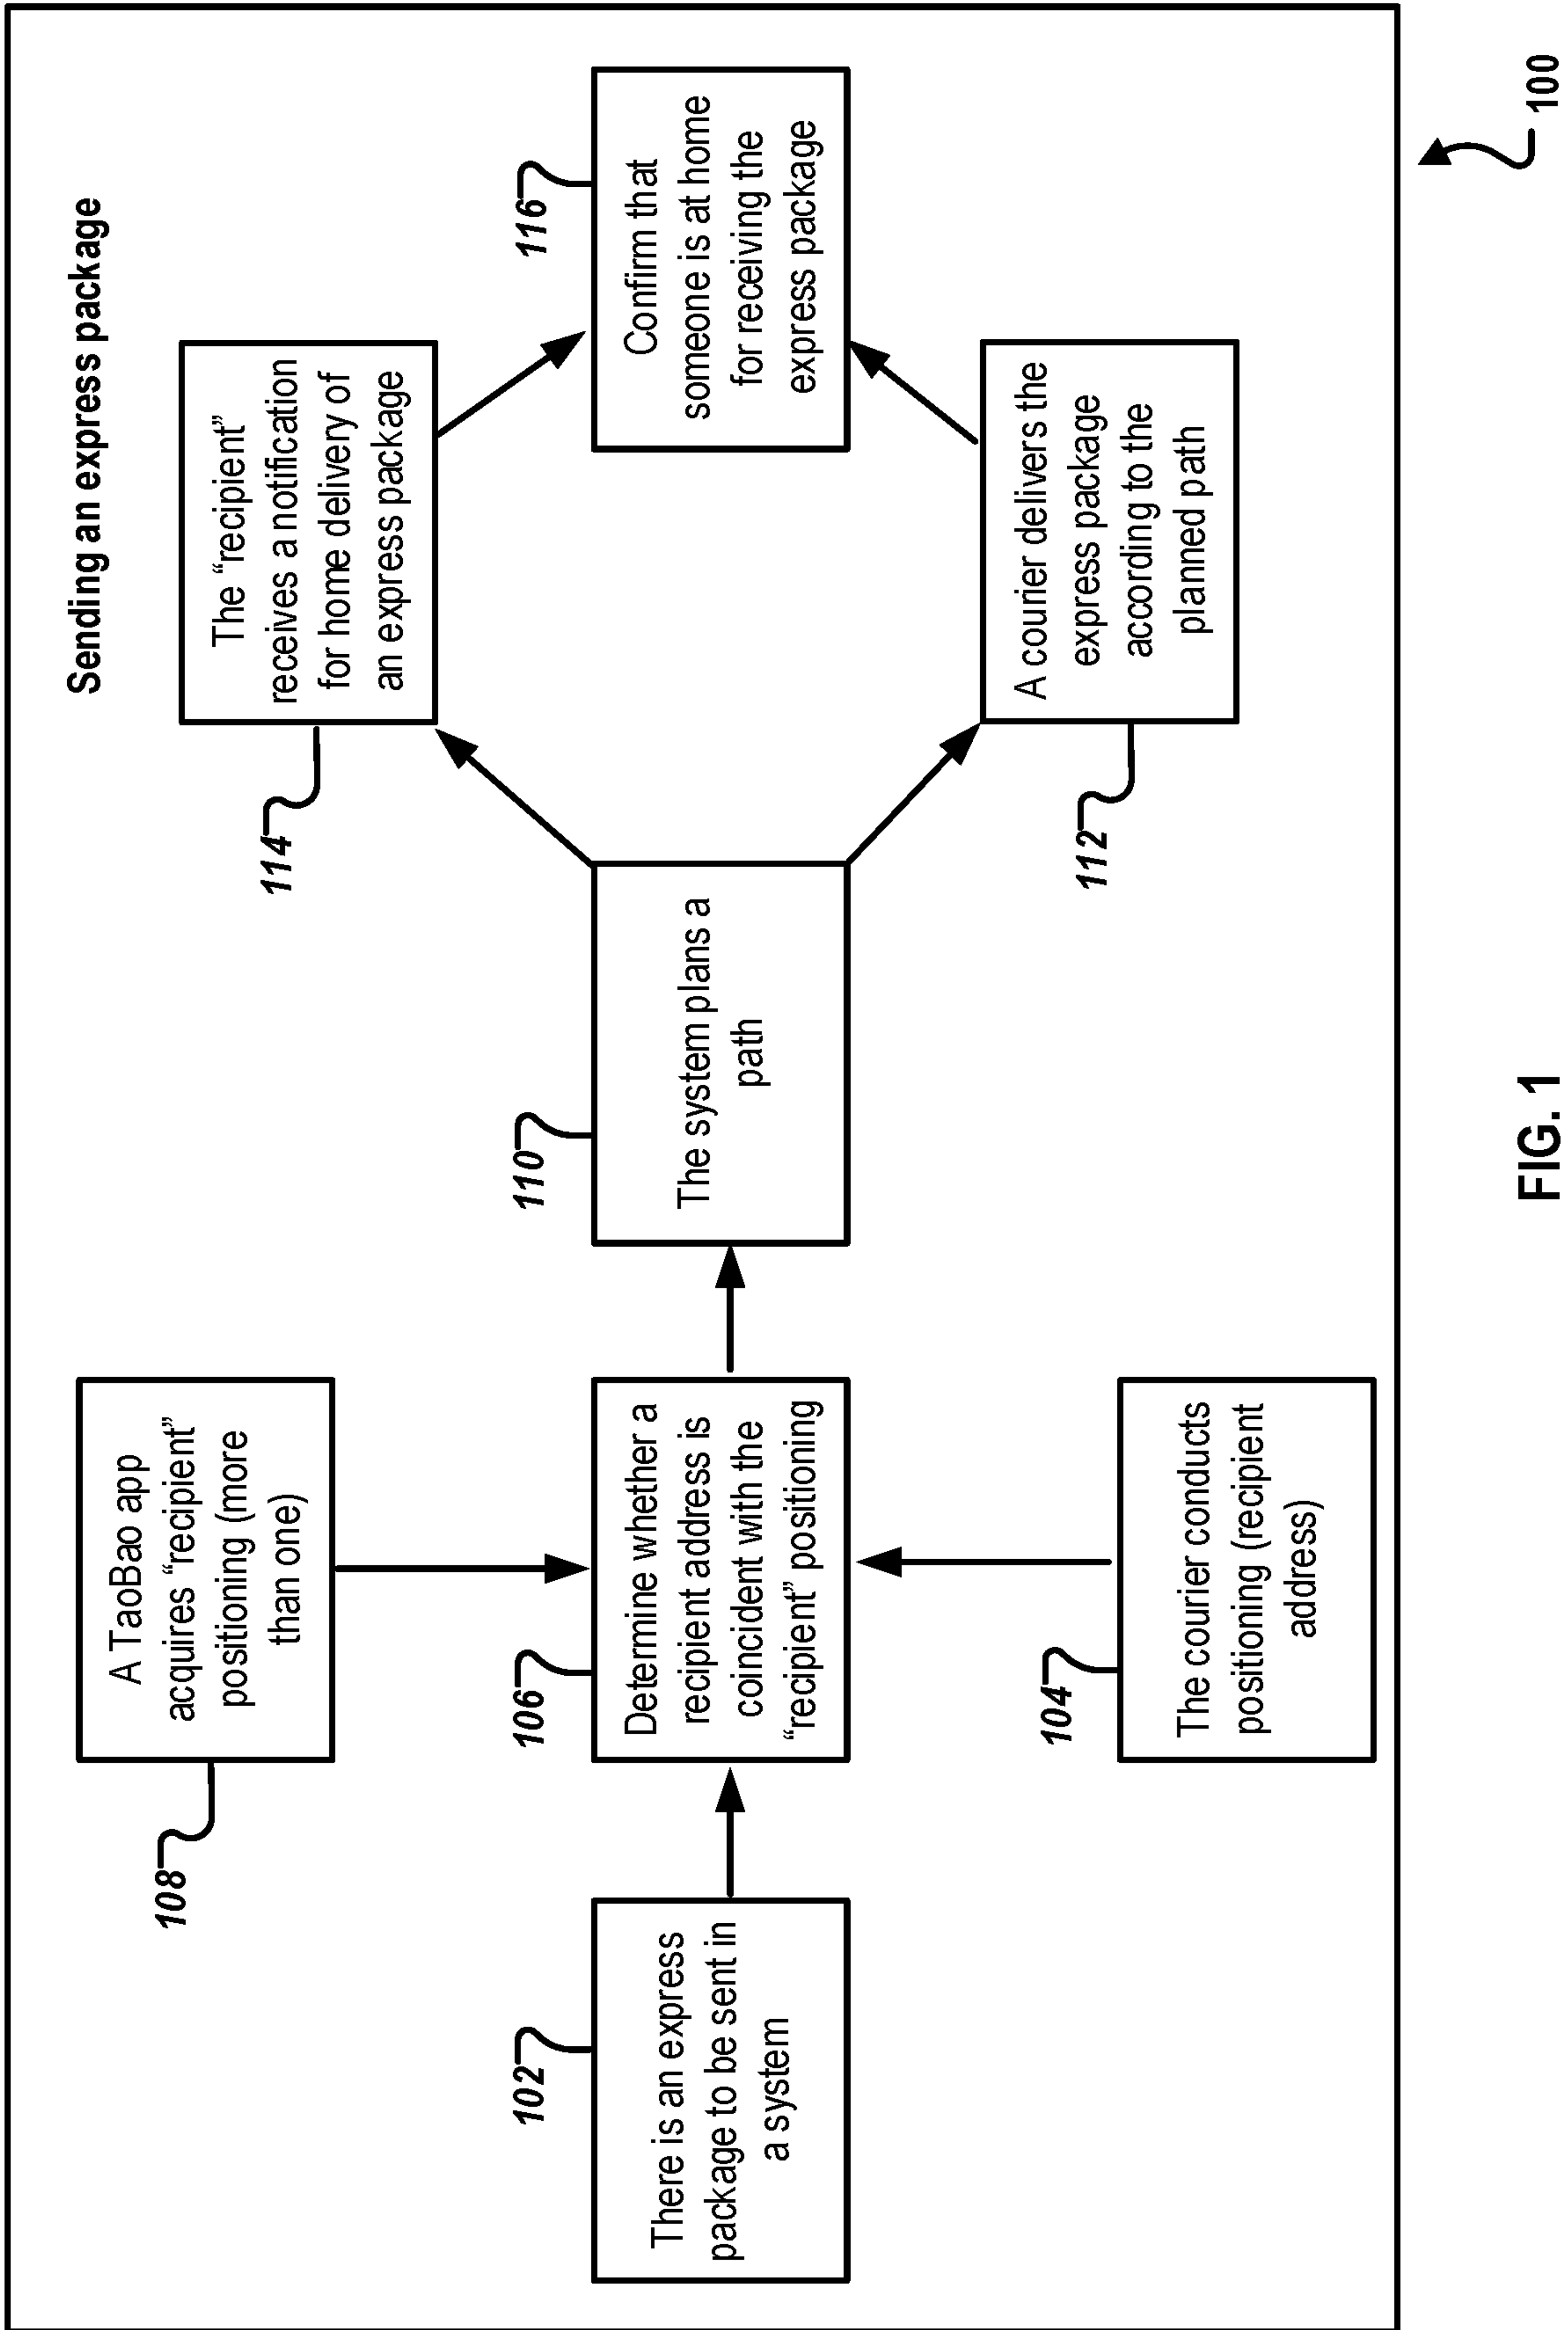 Sending an express package
108
A TaoBao app
acquires “recipient”
positioning (more
than one)
114
The “recipient”
receives a notification
for home delivery of
an express package
102
There is an express
package to be sent in
a system
106
Determine whether a
recipient address is
coincident with the
“recipient” positioning
110
The system plans a
path
116
Confirm that
someone is at home
for receiving the
express package
104
The courier conducts
positioning (recipient
address)
112
A courier delivers the
express package
according to the
planned path
100
FIG. 1